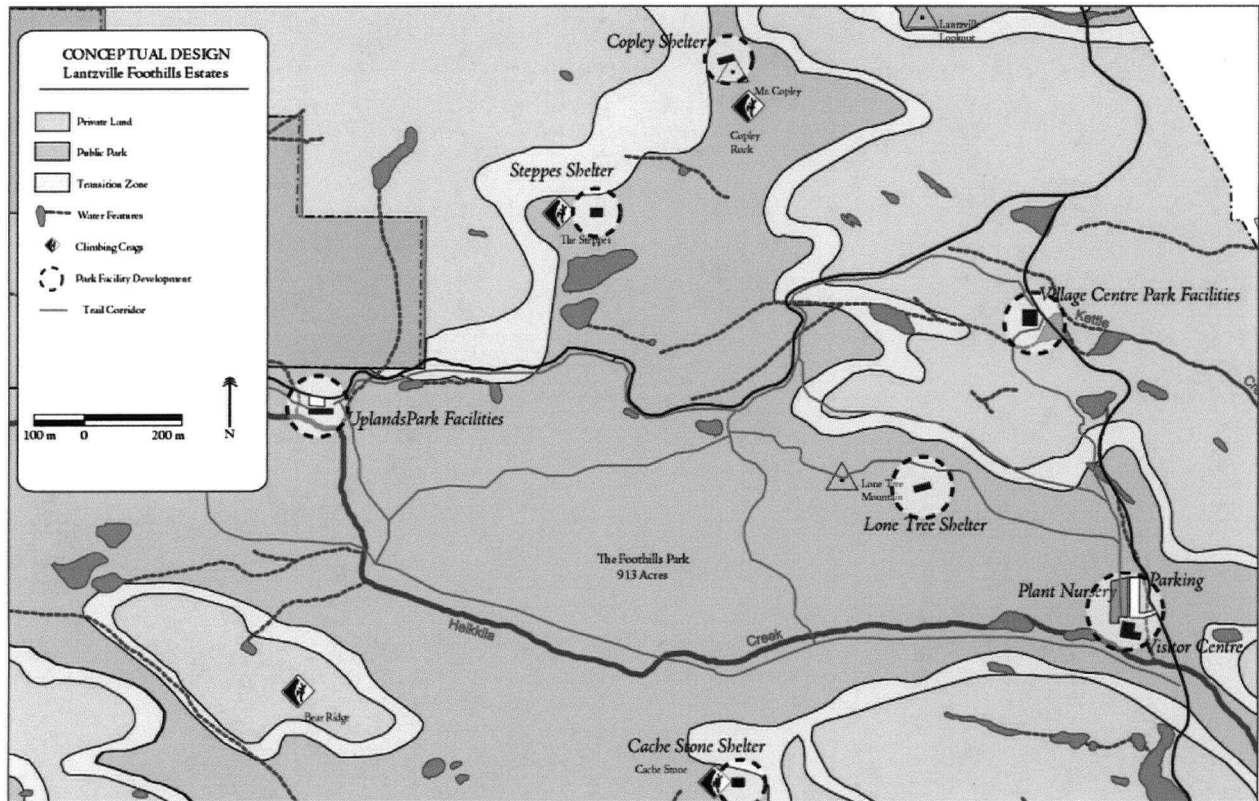 CONCEPTUAL DESIGN
Lantzville Foothills Estates
Private Land
Public Park
Transition Zone
Water Features
Climbing Crags
Park Facility Development
Trail Corridor
100 m 0 200 m
N
Lantzville
Lookout
Copley Shelter
Mt. Copley
Copley
Rock
Steppes Shelter
The Steppes
Village Centre Park Facilities
Kettle
UplandsPark Facilities
Lone Tree
Mountain
Lone Tree Shelter
The Foothills Park
913 Acres
Plant Nursery
Parking
Visitor Centre
Heikkila
Creek
Bear Ridge
Cache Stone Shelter
Cache Stone